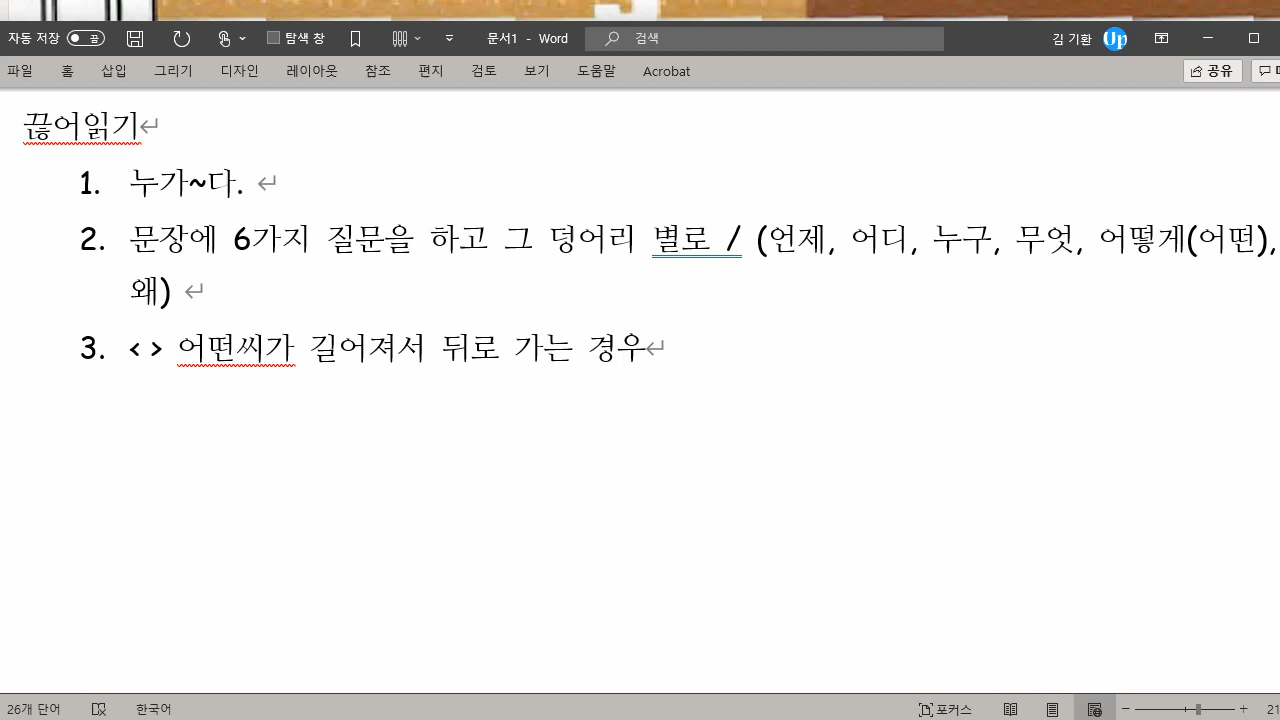 자동 저장 끔 탐색 창 문서1 - Word 검색 김 기환 Up
파일 홈 삽입 그리기 디자인 레이아웃 참조 편지 검토 보기 도움말 Acrobat 공유
끊어읽기
1. 누가~다.
2. 문장에 6가지 질문을 하고 그 덩어리 별로 / (언제, 어디, 누구, 무엇, 어떻게(어떤),
왜)
3. < > 어떤씨가 길어져서 뒤로 가는 경우
26개 단어 한국어 포커스